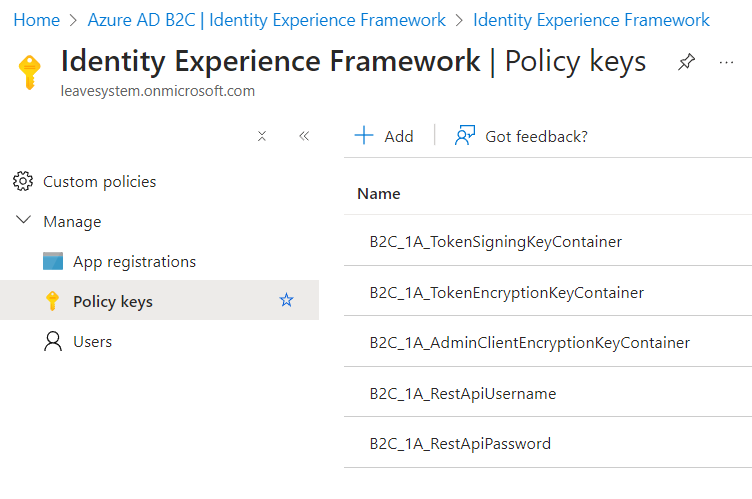 Home > Azure AD B2C | Identity Experience Framework > Identity Experience Framework
Identity Experience Framework | Policy keys
leavesystem.onmicrosoft.com
Add
Got feedback?
Custom policies
Manage
App registrations
Policy keys
Users
Name
B2C_1A_TokenSigningKeyContainer
B2C_1A_TokenEncryptionKeyContainer
B2C_1A_AdminClientEncryptionKeyContainer
B2C_1A_RestApiUsername
B2C_1A_RestApiPassword